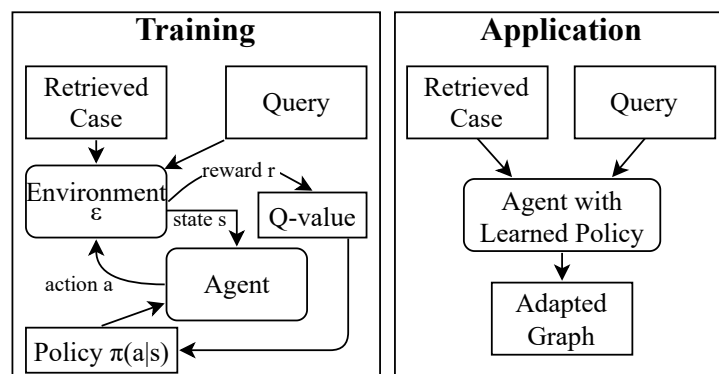 Training
Retrieved
Case
Query
Environment
ε
reward r
state s
Q-value
action a
Agent
Policy π(a|s)
Application
Retrieved
Case
Query
Agent with
Learned Policy
Adapted
Graph